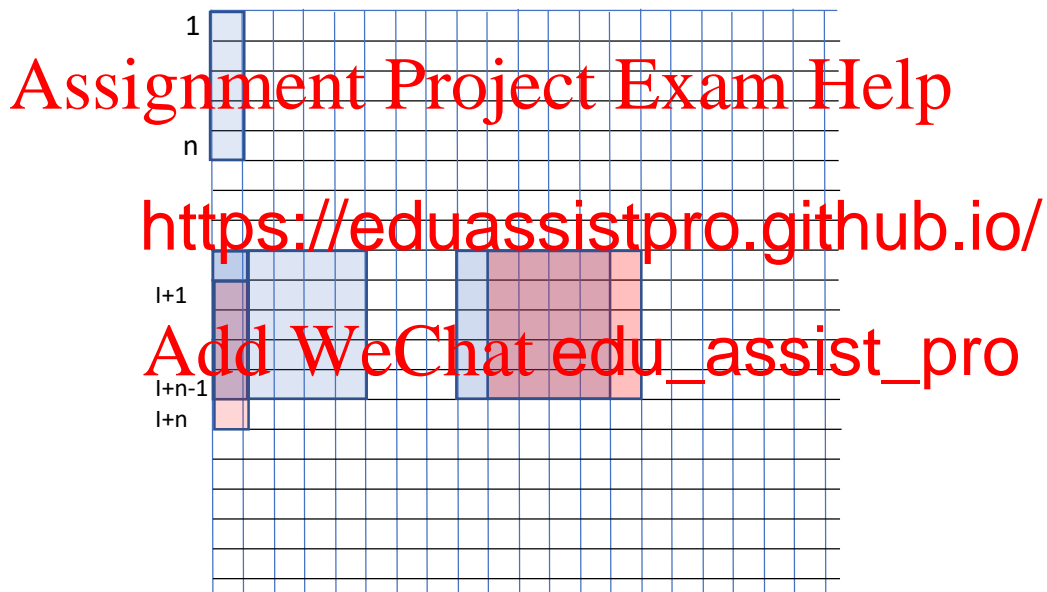 1
Assignment Project Exam Help
n
https://eduassistpro.github.io/
I+1
Add WeChat edu_assist_pro
I+n-1
I+n